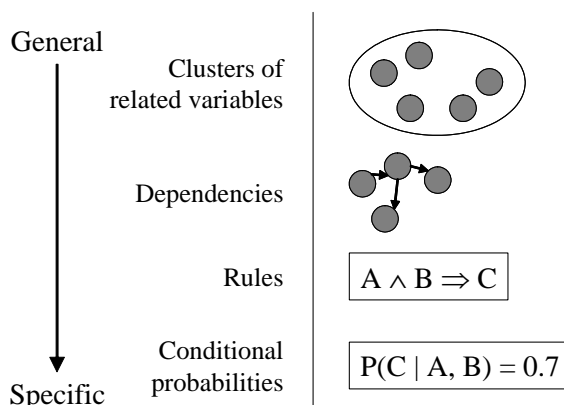 General
Clusters of
related variables
Dependencies
Rules
A ∧ B ⇒ C
Conditional
probabilities
P(C | A, B) = 0.7
Specific